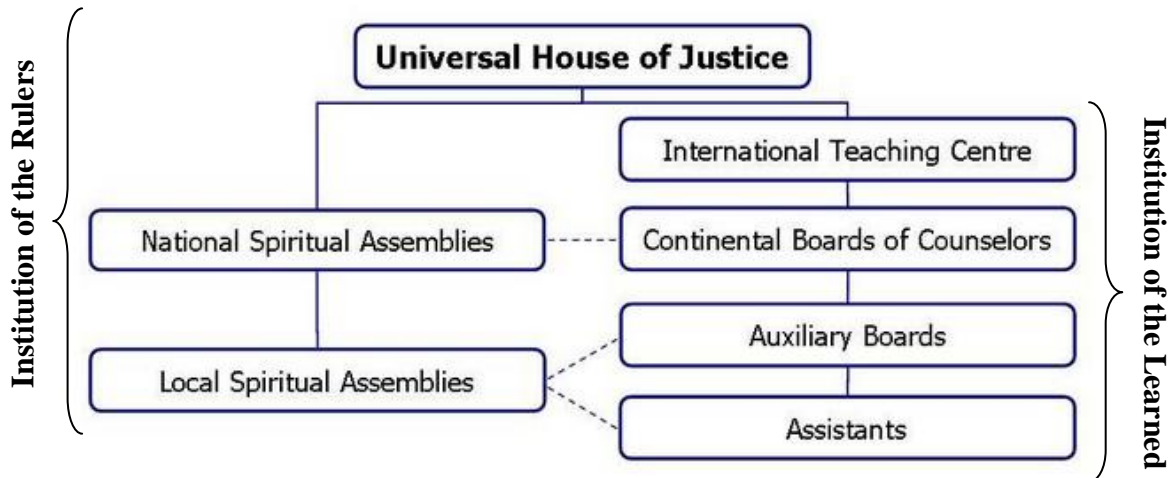 Institution of the Rulers
Universal House of Justice
International Teaching Centre
National Spiritual Assemblies
Continental Boards of Counselors
Auxiliary Boards
Local Spiritual Assemblies
Assistants
Institution of the Learned